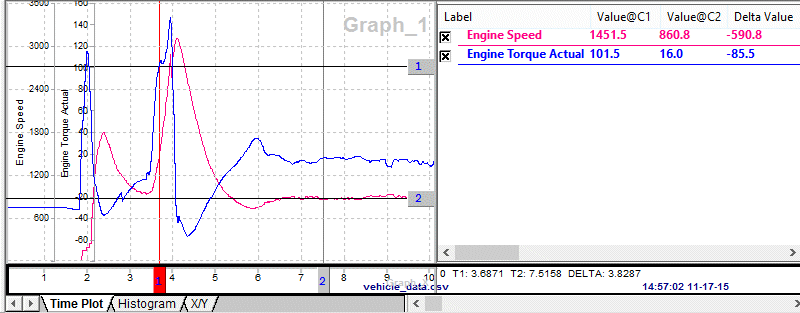 Graph_1
3600
3000
2400
1800
1200
600
Engine Speed
160
140
120
100
80
60
40
20
0
-20
-40
-60
Engine Torque Actual
1
2
1 2 3 4 5 6 7 8 9 10
1 2
Graph_1
vehicle_data.csv
Time Plot Histogram X/Y
Label Value@C1 Value@C2 Delta Value
Engine Speed 1451.5 860.8 -590.8
Engine Torque Actual 101.5 16.0 -85.5
0 T1: 3.6871 T2: 7.5158 DELTA: 3.8287
14:57:02 11-17-15